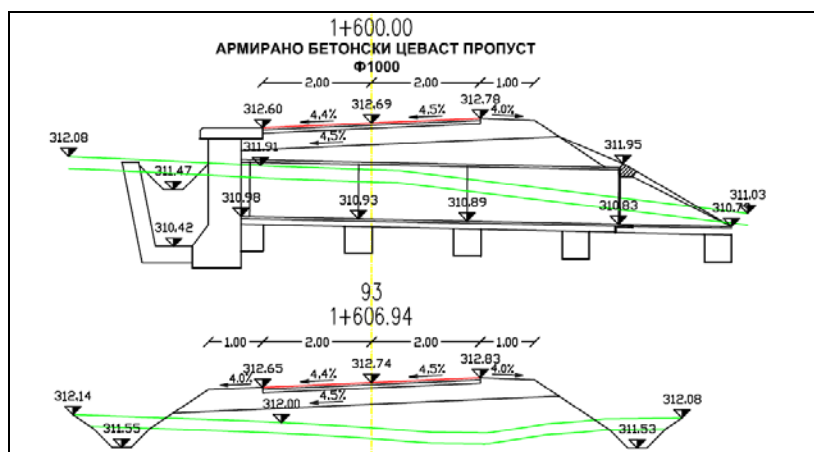 1+600.00
АРМИРАНО БЕТОНСКИ ЦЕВАСТ ПРОПУСТ
Ф1000
2.00 2.00 1.00
312.60 312.69 312.78
4,4% 4,5% 4.0%
312.08 311.91 4,5% 311.95
311.47
310.98 310.93 310.89 310.83 311.03
310.42
93
1+606.94
1.00 2.00 2.00 1.00
312.65 312.74 312.83
4.0% 4,4% 4,5% 4.0%
312.14 312.00 4,5% 312.08
311.55 311.53